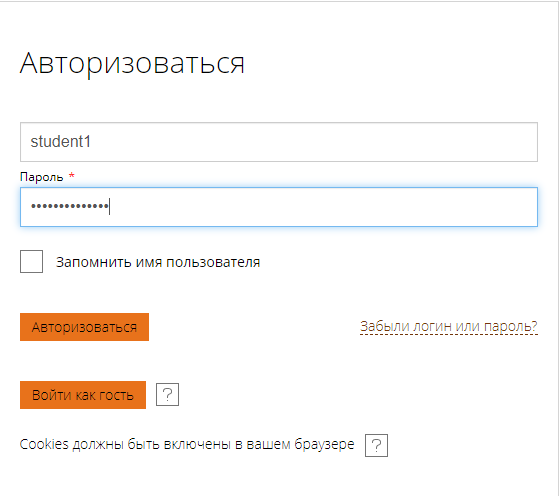 Авторизоваться
student1
Пароль *
••••••••••••••
Запомнить имя пользователя
Авторизоваться Забыли логин или пароль?
Войти как гость ?
Cookies должны быть включены в вашем браузере ?